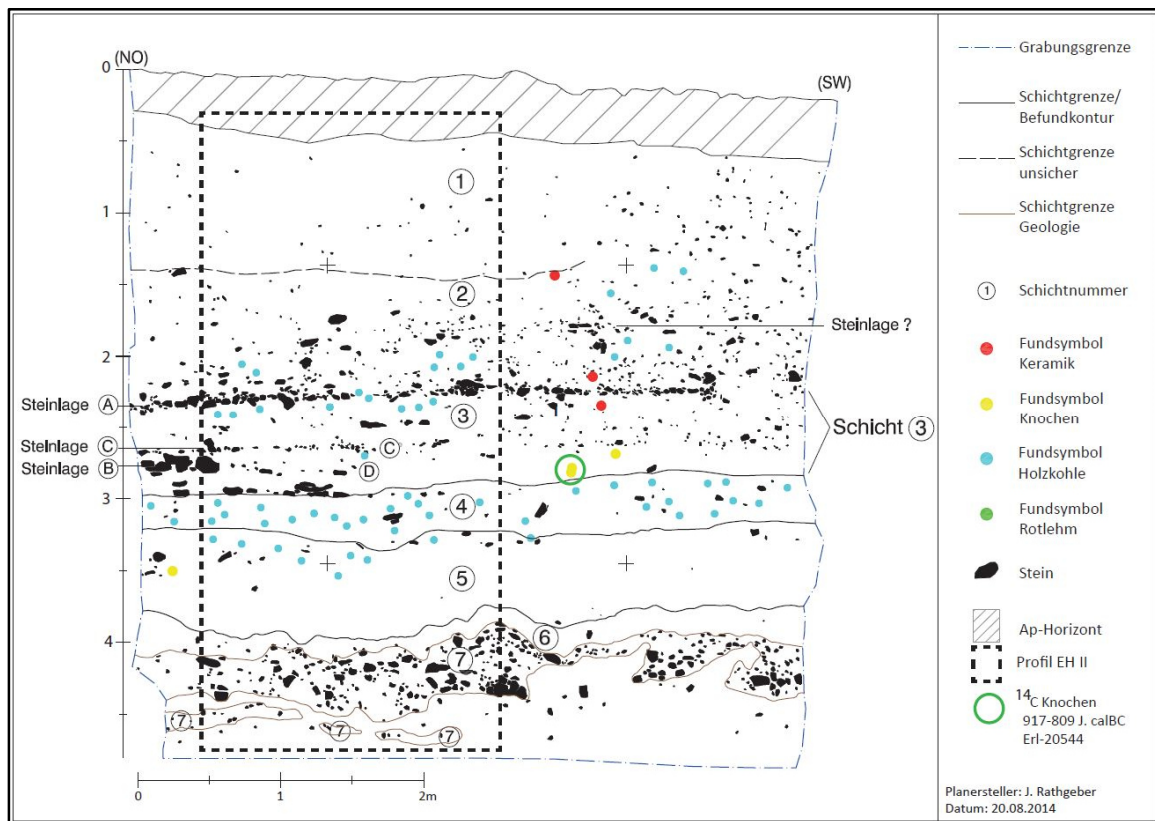 (NO)
0
(SW)
①
1
②
Steinlage ?
2
Steinlage Ⓐ
③
Schicht ③
Steinlage Ⓒ
Ⓒ
Steinlage Ⓑ
Ⓓ
3
④
⑤
4
⑥
⑦
⑦
⑦
⑦
0
1
2m
Grabungsgrenze
Schichtgrenze/
Befundkontur
Schichtgrenze
unsicher
Schichtgrenze
Geologie
① Schichtnummer
Fundsymbol
Keramik
Fundsymbol
Knochen
Fundsymbol
Holzkohle
Fundsymbol
Rotlehm
Stein
Ap-Horizont
Profil EH II
¹⁴C Knochen
917-809 J. calBC
Erl-20544
Planersteller: J. Rathgeber
Datum: 20.08.2014